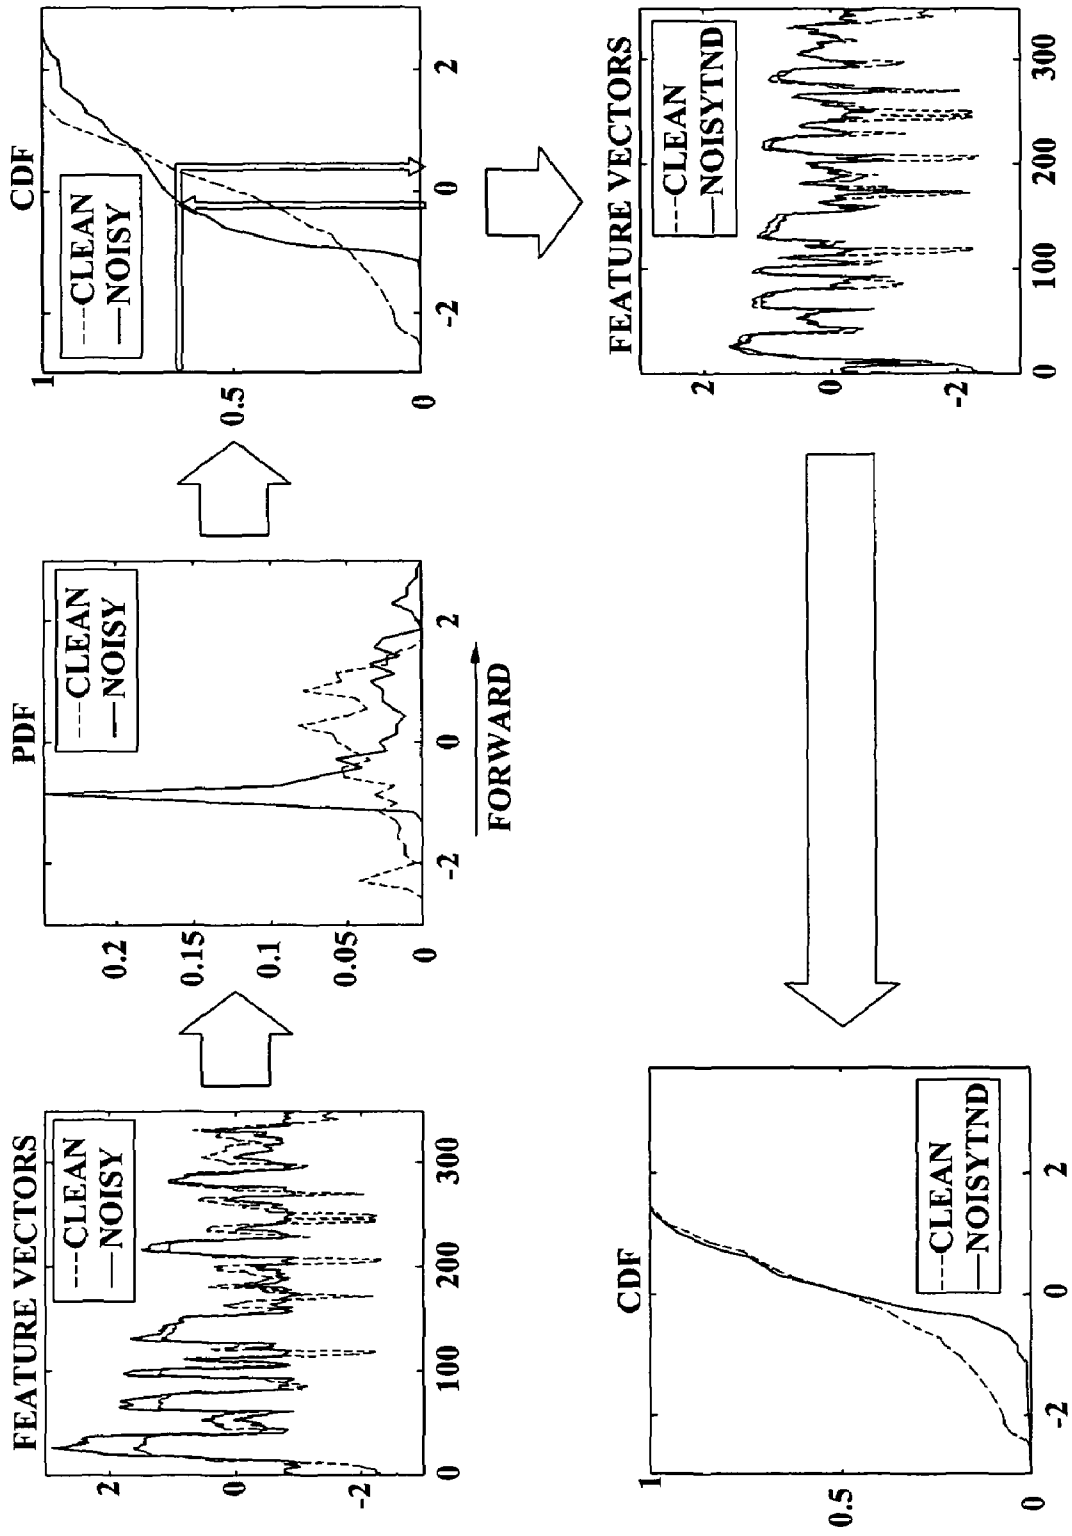 FEATURE VECTORS
CLEAN
NOISY
2
0
-2
0
100
200
300
PDF
CLEAN
NOISY
0.2
0.15
0.1
0.05
0
-2
0
2
FORWARD
CDF
CLEAN
NOISY
1
0.5
0
-2
0
2
FEATURE VECTORS
CLEAN
NOISYTND
2
0
-2
0
100
200
300
CDF
CLEAN
NOISYTND
1
0.5
0
-2
0
2